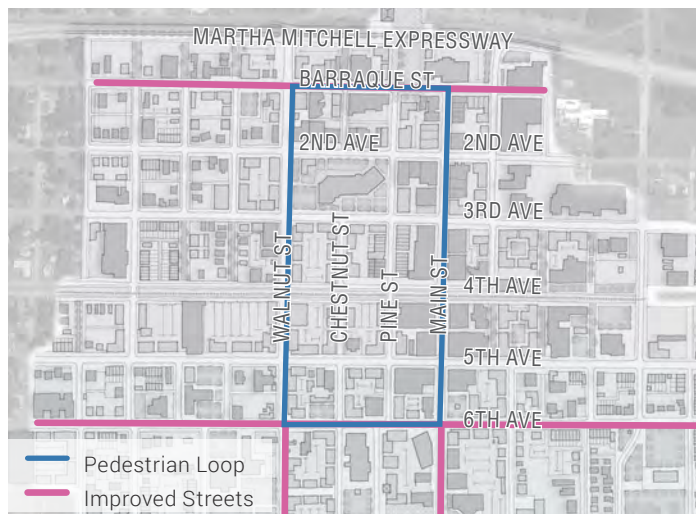 MARTHA MITCHELL EXPRESSWAY
BARRAQUE ST
2ND AVE
2ND AVE
3RD AVE
WALNUT ST
CHESTNUT ST
PINE ST
MAIN ST
4TH AVE
5TH AVE
6TH AVE
Pedestrian Loop
Improved Streets